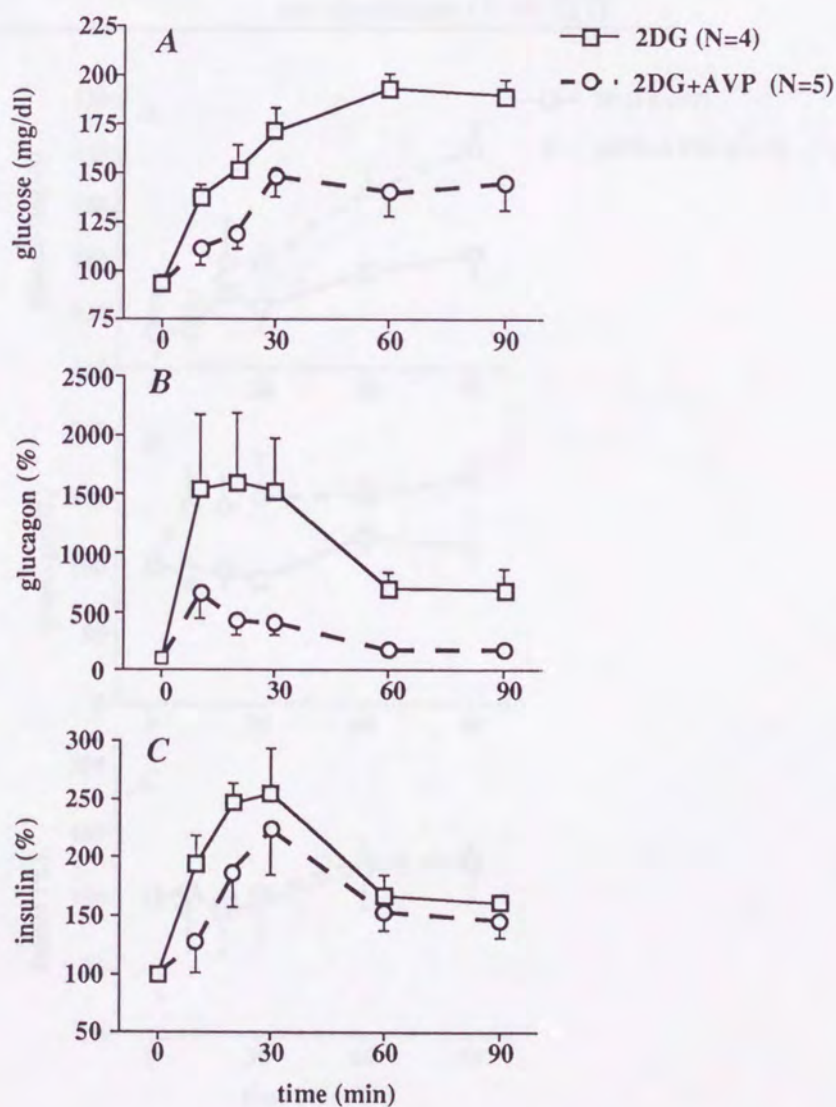 A
2DG (N=4)
2DG+AVP (N=5)
glucose (mg/dl)
225
200
175
150
125
100
75
0 30 60 90
B
glucagon (%)
2500
2000
1500
1000
500
0
0 30 60 90
C
insulin (%)
300
250
200
150
100
50
0 30 60 90
time (min)